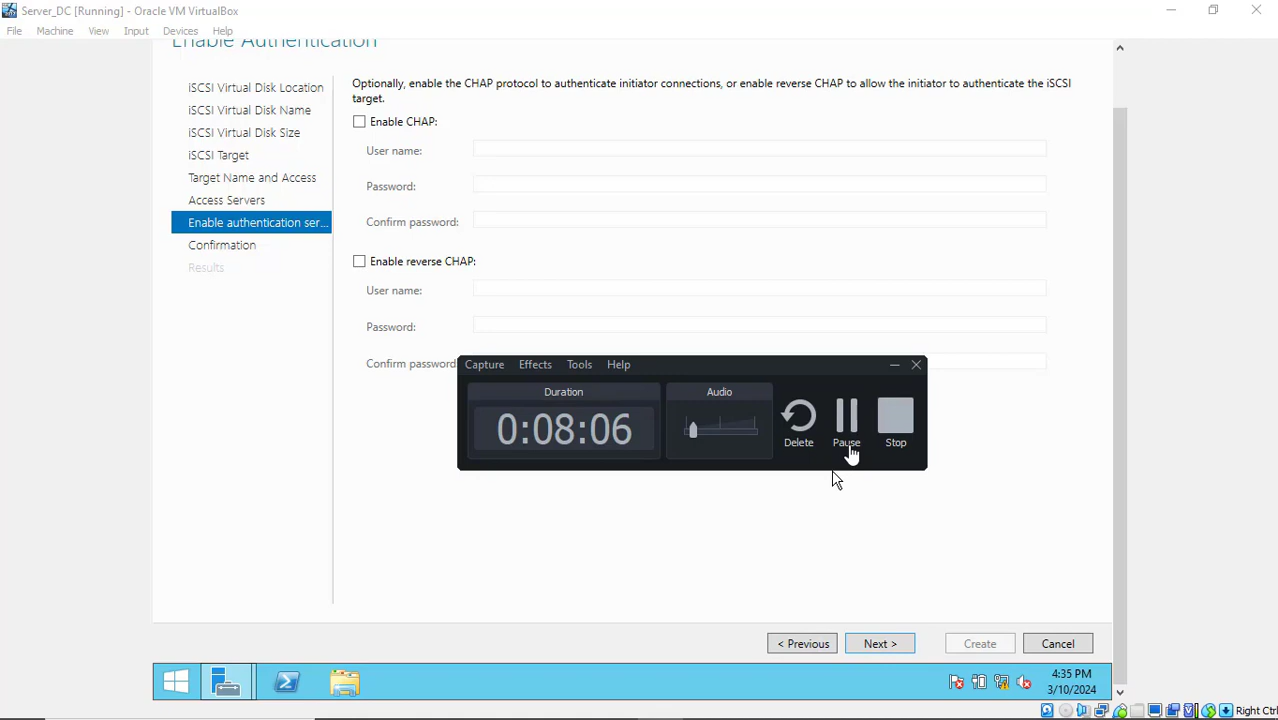 Server_DC [Running] - Oracle VM VirtualBox
File Machine View Input Devices Help
Enable Authentication
iSCSI Virtual Disk Location
iSCSI Virtual Disk Name
iSCSI Virtual Disk Size
iSCSI Target
Target Name and Access
Access Servers
Enable authentication ser...
Confirmation
Results
Optionally, enable the CHAP protocol to authenticate initiator connections, or enable reverse CHAP to allow the initiator to authenticate the iSCSI
target.
Enable CHAP:
User name:
Password:
Confirm password:
Enable reverse CHAP:
User name:
Password:
Confirm password:
Capture Effects Tools Help
Duration
0:08:06
Audio
Delete
Pause
Stop
< Previous
Next >
Create
Cancel
4:35 PM
3/10/2024
Right Ctrl